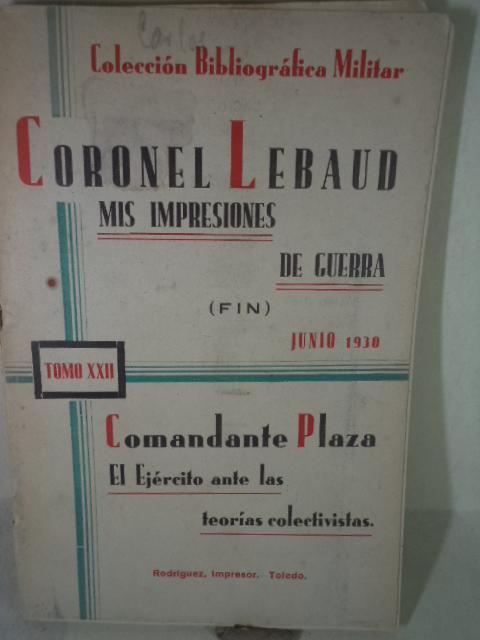 Carlos
Colección Bibliográfica Militar
CORONEL LEBAUD
MIS IMPRESIONES
DE GUERRA
(FIN)
JUNIO 1930
TOMO XXII
Comandante Plaza
El Ejército ante las
teorías colectivistas.
Rodríguez, Impresor. Toledo.